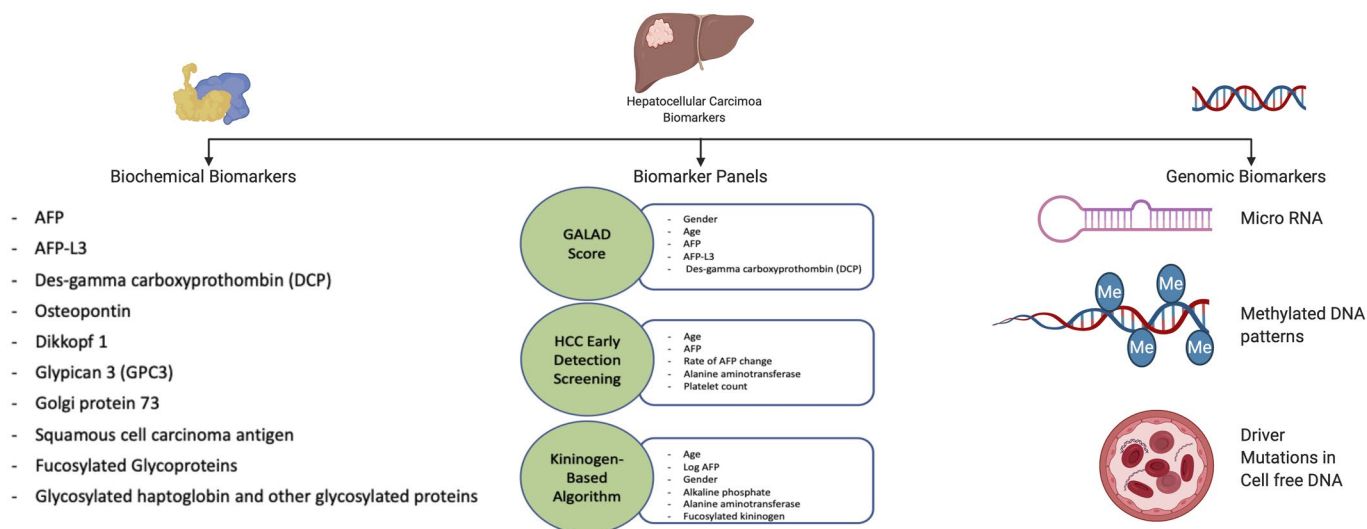 Hepatocellular Carcimoa
Biomarkers
Biochemical Biomarkers
- AFP
- AFP-L3
- Des-gamma carboxyprothombin (DCP)
- Osteopontin
- Dikkopf 1
- Glypican 3 (GPC3)
- Golgi protein 73
- Squamous cell carcinoma antigen
- Fucosylated Glycoproteins
- Glycosylated haptoglobin and other glycosylated proteins
Biomarker Panels
GALAD
Score
- Gender
- Age
- AFP
- AFP-L3
- Des-gamma carboxyprothombin (DCP)
HCC Early
Detection
Screening
- Age
- AFP
- Rate of AFP change
- Alanine aminotransferase
- Platelet count
Kininogen-
Based
Algorithm
- Age
- Log AFP
- Gender
- Alkaline phosphate
- Alanine aminotransferase
- Fucosylated kininogen
Genomic Biomarkers
Micro RNA
Me
Me
Me
Me
Methylated DNA
patterns
Driver
Mutations in
Cell free DNA